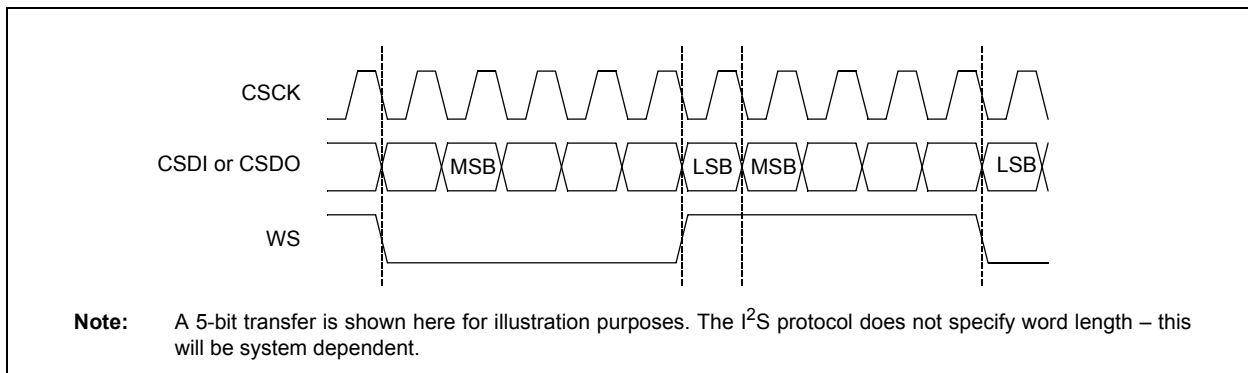 CSCK
CSDI or CSDO
MSB
LSB
MSB
LSB
WS
Note: A 5-bit transfer is shown here for illustration purposes. The I²S protocol does not specify word length – this
will be system dependent.